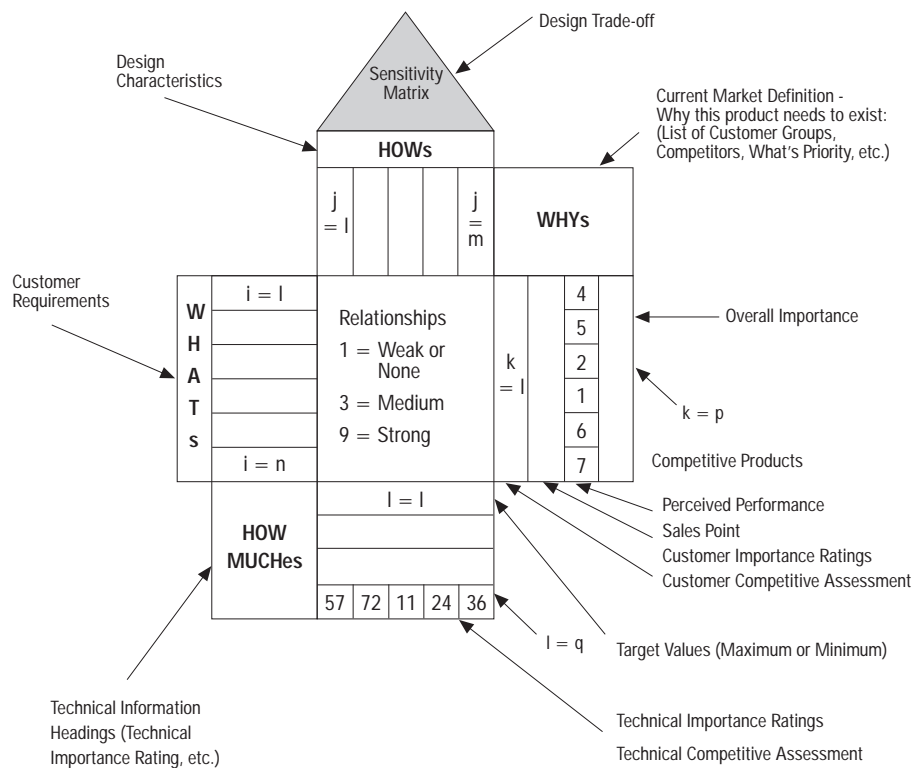 Design Trade-off
Design
Characteristics
Sensitivity
Matrix
Current Market Definition -
Why this product needs to exist:
(List of Customer Groups,
Competitors, What's Priority, etc.)
HOWs
j
= l
j
=
m
WHYs
Customer
Requirements
W
H
A
T
s
i = l
i = n
Relationships
1 = Weak or
None
3 = Medium
9 = Strong
k
= l
4
5
2
1
6
7
Overall Importance
k = p
Competitive Products
Perceived Performance
Sales Point
Customer Importance Ratings
Customer Competitive Assessment
HOW
MUCHes
l = l
57 72 11 24 36
l = q
Target Values (Maximum or Minimum)
Technical Information
Headings (Technical
Importance Rating, etc.)
Technical Importance Ratings
Technical Competitive Assessment